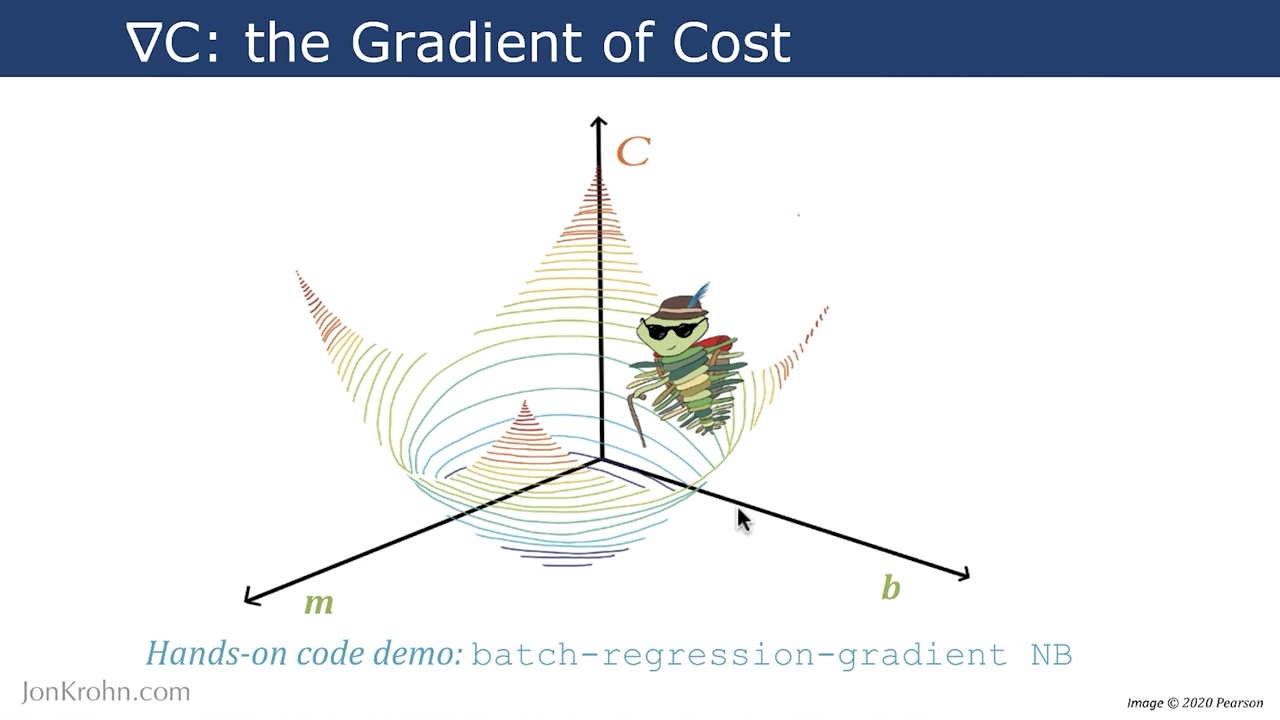 ∇C: the Gradient of Cost
C
m
b
Hands-on code demo: batch-regression-gradient NB
JonKrohn.com
Image © 2020 Pearson